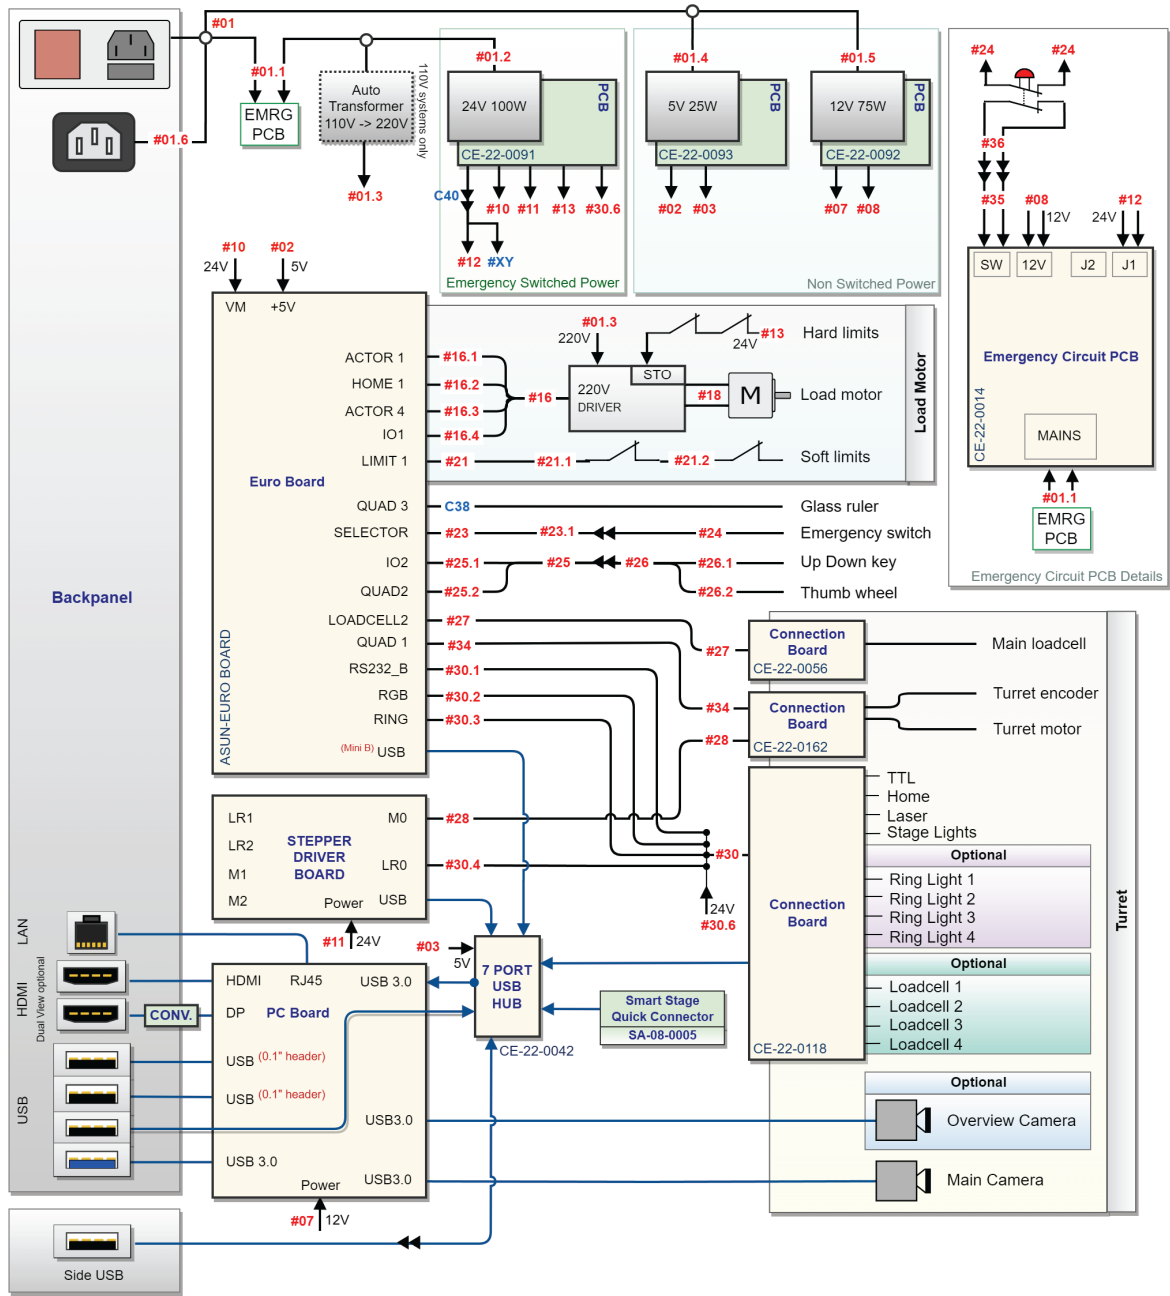 #01
#01.1
EMRG
PCB
#01.6
Auto
Transformer
110V -> 220V
110V systems only
#01.3
#01.2
24V 100W
PCB
CE-22-0091
C40
#10
#11
#13
#30.6
#12
#XY
Emergency Switched Power
#01.4
5V 25W
PCB
CE-22-0093
#02
#03
#01.5
12V 75W
PCB
CE-22-0092
#07
#08
Non Switched Power
#24
#24
#36
#35
#08
12V
24V
#12
SW
12V
J2
J1
Emergency Circuit PCB
CE-22-0014
MAINS
#01.1
EMRG
PCB
Emergency Circuit PCB Details
Backpanel
#10
24V
#02
5V
VM
+5V
Euro Board
ASUN-EURO BOARD
ACTOR 1
#16.1
HOME 1
#16.2
ACTOR 4
#16.3
IO1
#16.4
#16
#01.3
220V
STO
220V
DRIVER
#18
M
24V
#13
Hard limits
Load motor
LIMIT 1
#21
#21.1
#21.2
Soft limits
Load Motor
QUAD 3
C38
Glass ruler
SELECTOR
#23
#23.1
#24
Emergency switch
IO2
#25.1
#25
#26
#26.1
Up Down key
QUAD2
#25.2
#26.2
Thumb wheel
LOADCELL2
#27
QUAD 1
#34
RS232_B
#30.1
RGB
#30.2
RING
#30.3
(Mini B) USB
#27
Connection
Board
CE-22-0056
Main loadcell
#34
#28
Connection
Board
CE-22-0162
Turret encoder
Turret motor
LR1
LR2
M1
M2
STEPPER
DRIVER
BOARD
M0
#28
LR0
#30.4
Power
USB
#11
24V
#30
24V
#30.6
Connection
Board
CE-22-0118
TTL
Home
Laser
Stage Lights
Optional
Ring Light 1
Ring Light 2
Ring Light 3
Ring Light 4
Optional
Loadcell 1
Loadcell 2
Loadcell 3
Loadcell 4
Turret
Optional
Overview Camera
Main Camera
#03
5V
7 PORT
USB
HUB
CE-22-0042
Smart Stage
Quick Connector
SA-08-0005
LAN
HDMI
Dual View optional
CONV.
USB
HDMI
RJ45
USB 3.0
DP
PC Board
USB (0.1" header)
USB (0.1" header)
USB3.0
USB 3.0
USB3.0
Power
#07
12V
Side USB